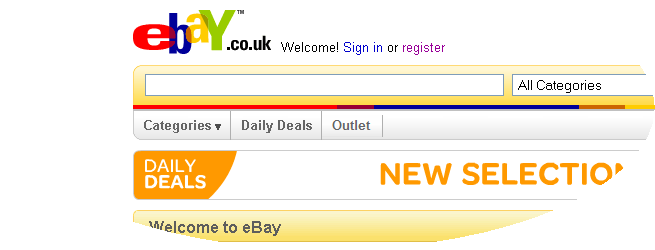 ebaY™.co.uk Welcome! Sign in or register
All Categories
Categories ▾ Daily Deals Outlet
DAILY DEALS
NEW SELECTIO
Welcome to eBay